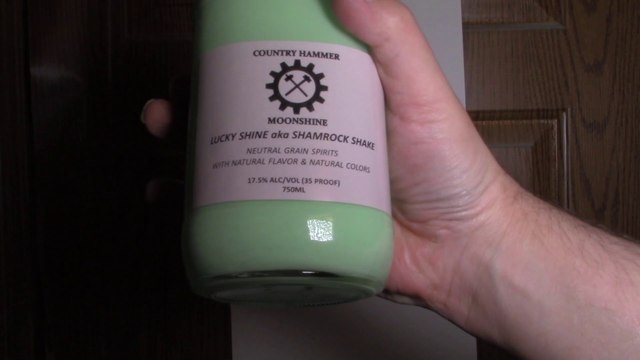 COUNTRY HAMMER
MOONSHINE
LUCKY SHINE aka SHAMROCK SHAKE
NEUTRAL GRAIN SPIRITS
WITH NATURAL FLAVOR & NATURAL COLORS
17.5% ALC/VOL (35 PROOF)
750ML